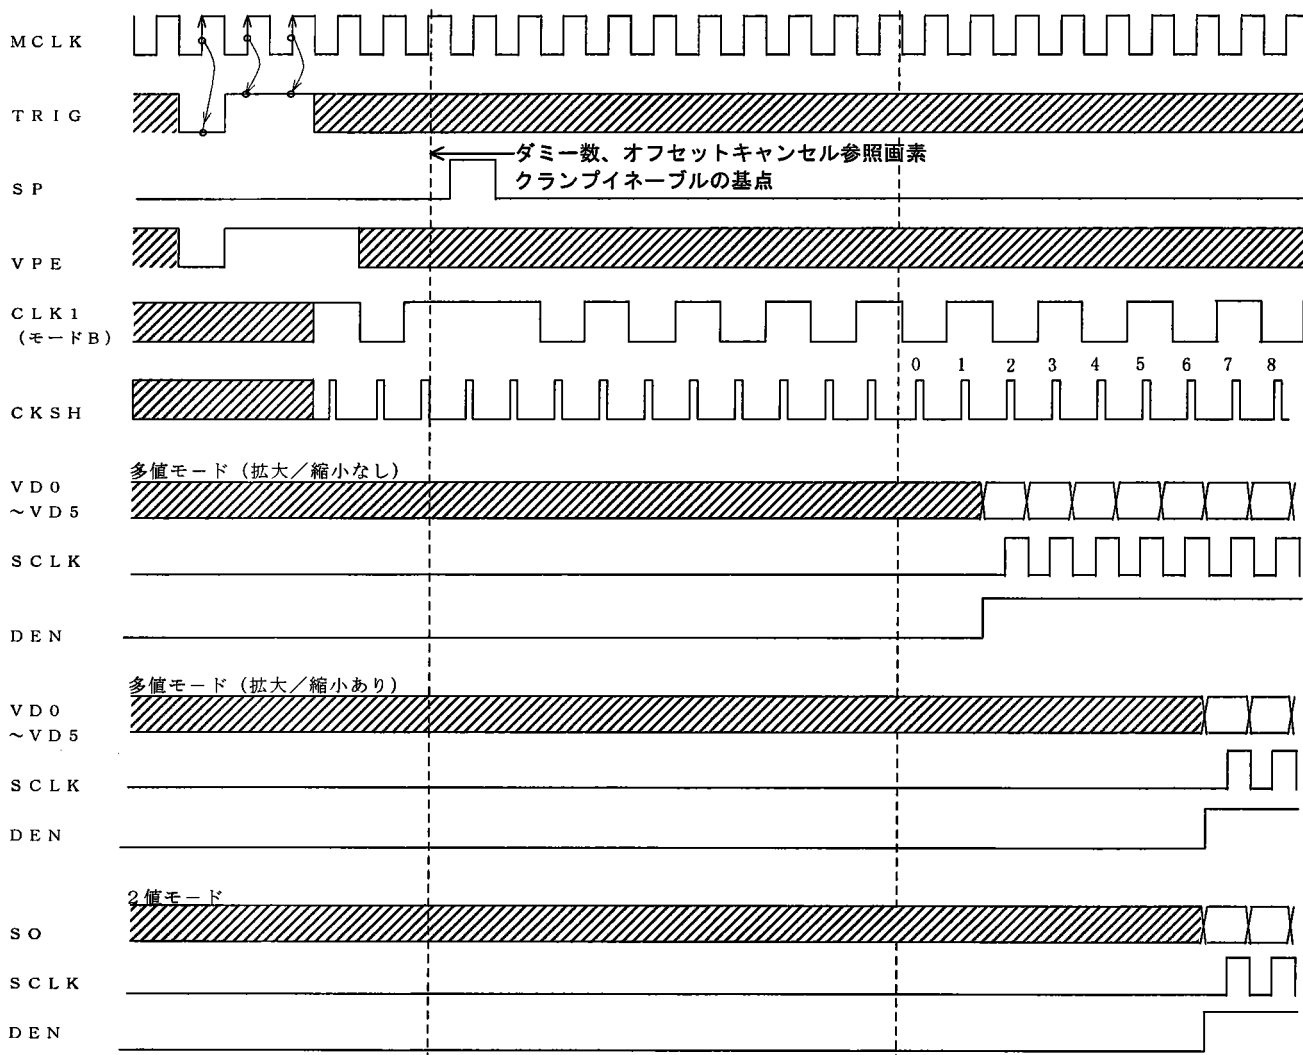 MCLK
TRIG
ダミー数、オフセットキャンセル参照画素
クランプイネーブルの基点
SP
VPE
CLK1
(モードB)
0 1 2 3 4 5 6 7 8
CKSH
多値モード(拡大/縮小なし)
VD0
~VD5
SCLK
DEN
多値モード(拡大/縮小あり)
VD0
~VD5
SCLK
DEN
2値モード
SO
SCLK
DEN